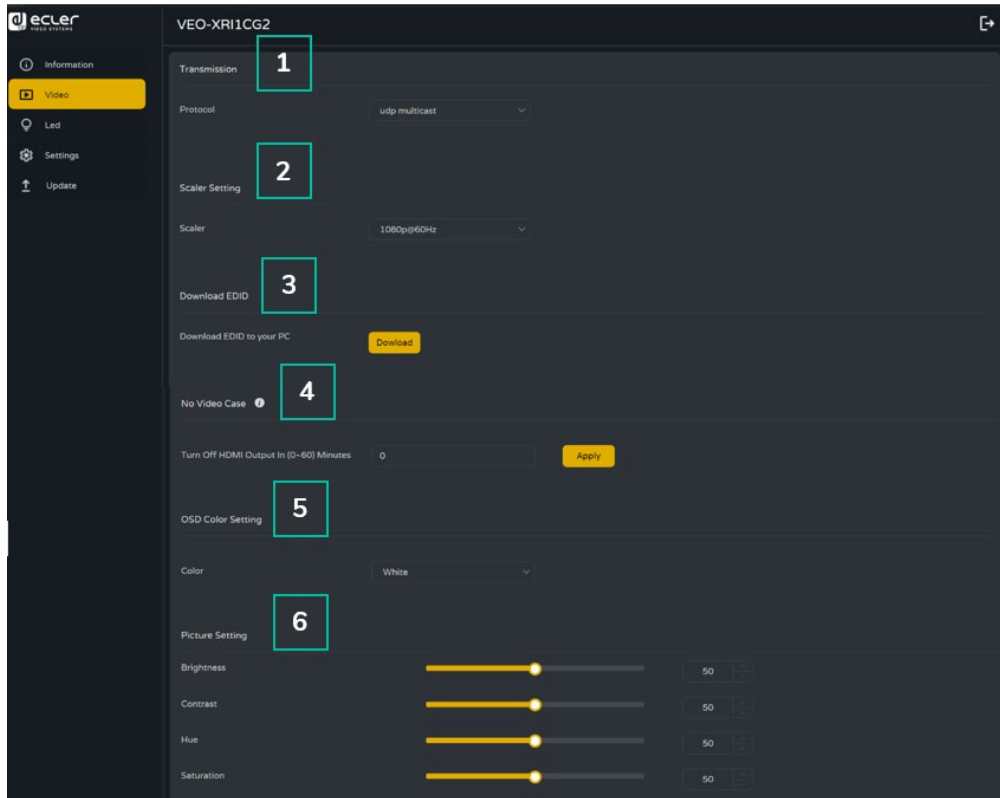 ecler
VIDEO SYSTEMS
VEO-XRI1CG2
Information
Video
Led
Settings
Update
Transmission
1
Protocol
udp multicast
2
Scaler Setting
Scaler
1080p@60Hz
3
Download EDID
Download EDID to your PC
Dowload
4
No Video Case
Turn Off HDMI Output In (0~60) Minutes
0
Apply
5
OSD Color Setting
Color
White
6
Picture Setting
Brightness
50
Contrast
50
Hue
50
Saturation
50